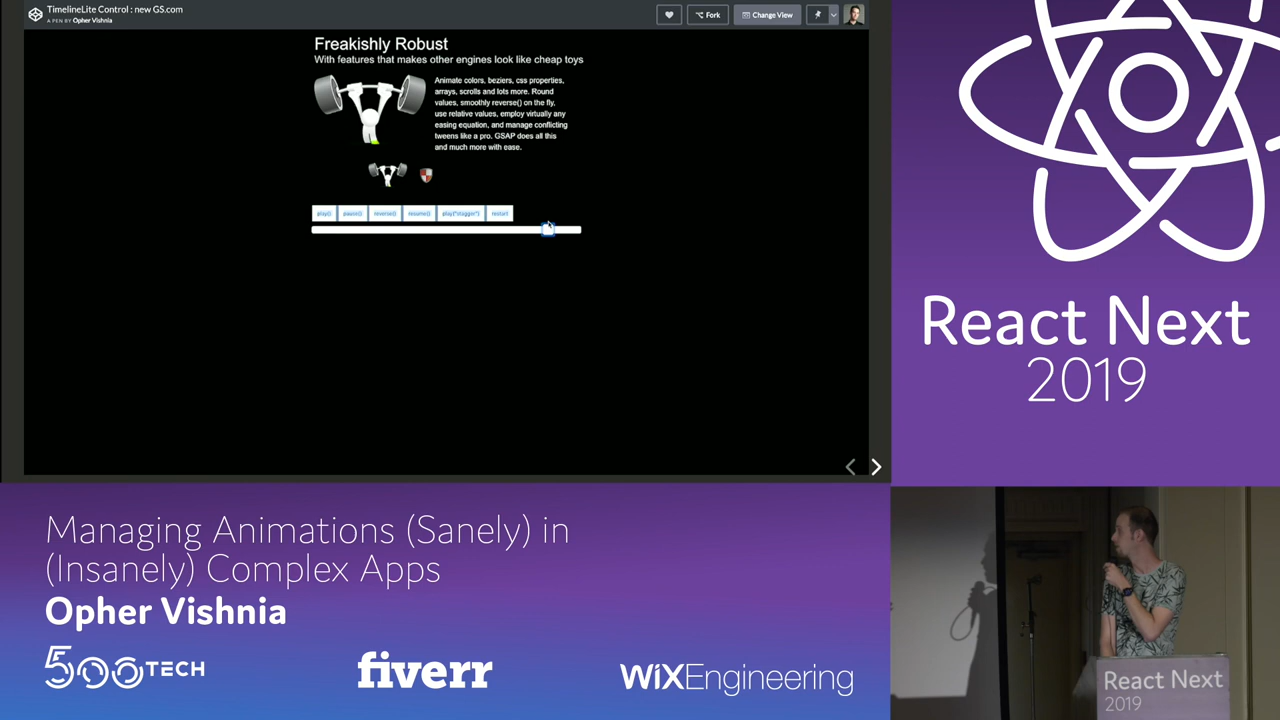 TimelineLite Control : new GS.com
A PEN BY Opher Vishnia
Fork
Change View
Freakishly Robust
With features that makes other engines look like cheap toys
Animate colors, beziers, css properties,
arrays, scrolls and lots more. Round
values, smoothly reverse() on the fly,
use relative values, employ virtually any
easing equation, and manage conflicting
tweens like a pro. GSAP does all this
and much more with ease.
play()
pause()
reverse()
resume()
play("stagger")
restart
React Next
2019
Managing Animations (Sanely) in
(Insanely) Complex Apps
Opher Vishnia
500TECH
fiverr
WiXEngineering
React Next
2019